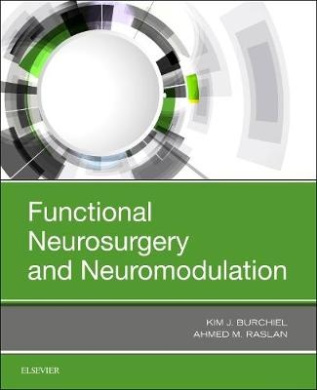 Functional
Neurosurgery
and Neuromodulation
KIM J. BURCHIEL
AHMED M. RASLAN
ELSEVIER